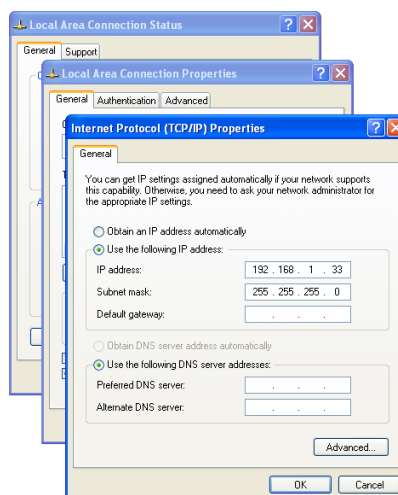 Local Area Connection Status
General Support
Local Area Connection Properties
General Authentication Advanced
Internet Protocol (TCP/IP) Properties
General
You can get IP settings assigned automatically if your network supports
this capability. Otherwise, you need to ask your network administrator for
the appropriate IP settings.
Obtain an IP address automatically
Use the following IP address:
IP address: 192 . 168 . 1 . 33
Subnet mask: 255 . 255 . 255 . 0
Default gateway: . . .
Obtain DNS server address automatically
Use the following DNS server addresses:
Preferred DNS server: . . .
Alternate DNS server: . . .
Advanced...
OK Cancel